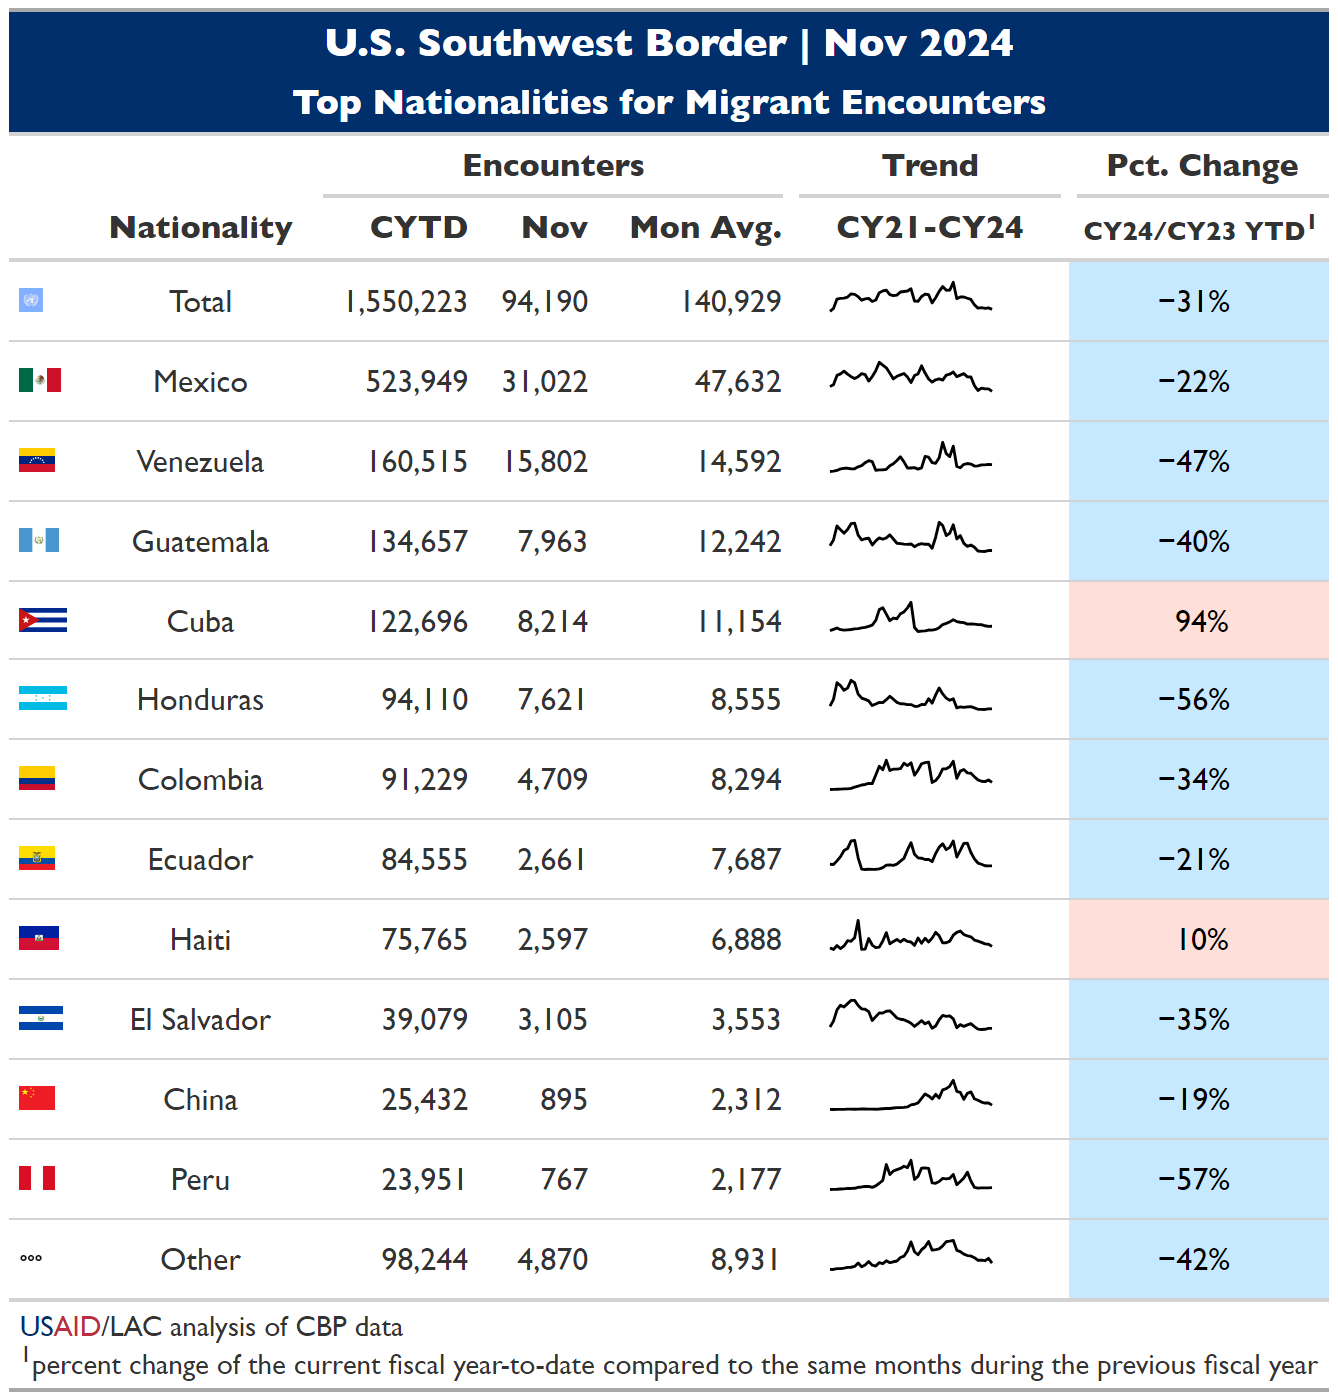 U.S. Southwest Border | Nov 2024
Top Nationalities for Migrant Encounters
Encounters Trend Pct. Change
Nationality CYTD Nov Mon Avg. CY21-CY24 CY24/CY23 YTD¹
Total 1,550,223 94,190 140,929 −31%
Mexico 523,949 31,022 47,632 −22%
Venezuela 160,515 15,802 14,592 −47%
Guatemala 134,657 7,963 12,242 −40%
Cuba 122,696 8,214 11,154 94%
Honduras 94,110 7,621 8,555 −56%
Colombia 91,229 4,709 8,294 −34%
Ecuador 84,555 2,661 7,687 −21%
Haiti 75,765 2,597 6,888 10%
El Salvador 39,079 3,105 3,553 −35%
China 25,432 895 2,312 −19%
Peru 23,951 767 2,177 −57%
Other 98,244 4,870 8,931 −42%
USAID/LAC analysis of CBP data
¹percent change of the current fiscal year-to-date compared to the same months during the previous fiscal year